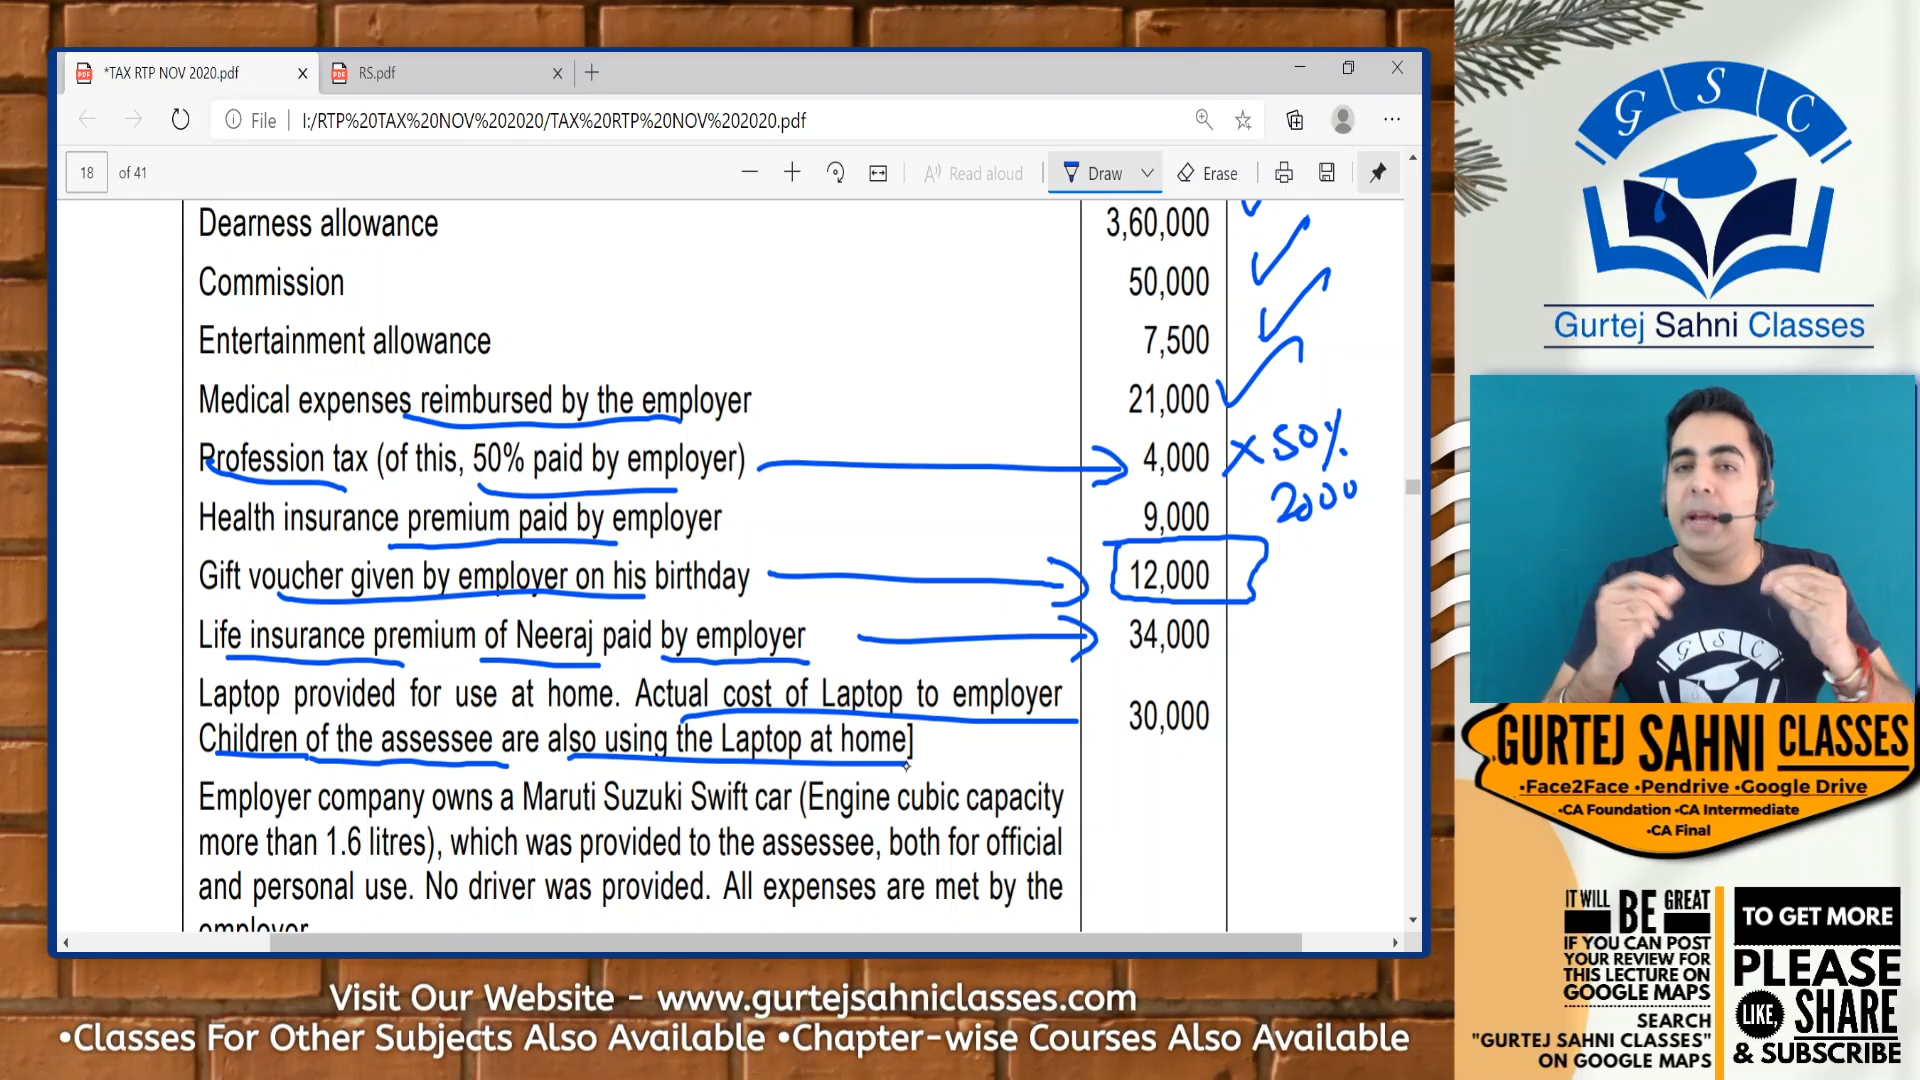 *TAX RTP NOV 2020.pdf
RS.pdf
File
I:/RTP%20TAX%20NOV%202020/TAX%20RTP%20NOV%202020.pdf
18 of 41
Read aloud
Draw
Erase
Dearness allowance 3,60,000
Commission 50,000
Entertainment allowance 7,500
Medical expenses reimbursed by the employer 21,000
Profession tax (of this, 50% paid by employer) 4,000 x 50%
2000
Health insurance premium paid by employer 9,000
Gift voucher given by employer on his birthday 12,000
Life insurance premium of Neeraj paid by employer 34,000
Laptop provided for use at home. Actual cost of Laptop to employer 30,000
Children of the assessee are also using the Laptop at home]
Employer company owns a Maruti Suzuki Swift car (Engine cubic capacity
more than 1.6 litres), which was provided to the assessee, both for official
and personal use. No driver was provided. All expenses are met by the
employer
G S C
Gurtej Sahni Classes
G S C
GURTEJ SAHNI CLASSES
•Face2Face •Pendrive •Google Drive
•CA Foundation •CA Intermediate
•CA Final
IT WILL BE GREAT
IF YOU CAN POST
YOUR REVIEW FOR
THIS LECTURE ON
GOOGLE MAPS
SEARCH
"GURTEJ SAHNI CLASSES"
ON GOOGLE MAPS
TO GET MORE
PLEASE
LIKE, SHARE
& SUBSCRIBE
Visit Our Website - www.gurtejsahniclasses.com
•Classes For Other Subjects Also Available •Chapter-wise Courses Also Available